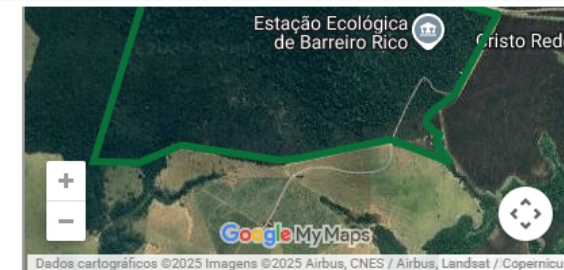 Estação Ecológica
de Barreiro Rico
Cristo Red
+
−
Google My Maps
Dados cartográficos ©2025 Imagens ©2025 Airbus, CNES / Airbus, Landsat / Copernicu